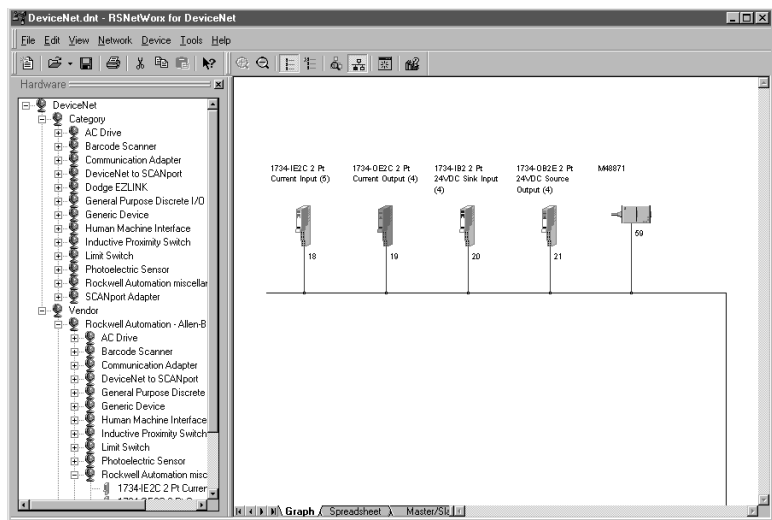 DeviceNet.dnt - RSNetWorx for DeviceNet
File Edit View Network Device Tools Help
Hardware
DeviceNet
Category
AC Drive
Barcode Scanner
Communication Adapter
DeviceNet to SCANport
Dodge EZLINK
General Purpose Discrete I/O
Generic Device
Human Machine Interface
Inductive Proximity Switch
Limit Switch
Photoelectric Sensor
Rockwell Automation miscellar
SCANport Adapter
Vendor
Rockwell Automation - Allen-B
AC Drive
Barcode Scanner
Communication Adapter
DeviceNet to SCANport
General Purpose Discrete
Generic Device
Human Machine Interface
Inductive Proximity Switch
Limit Switch
Photoelectric Sensor
Rockwell Automation misc
1734-IE2C 2 Pt Curren
1734-IE2C 2 Pt
Current Input (5)
18
1734-OE2C 2 Pt
Current Output (4)
19
1734-IB2 2 Pt
24VDC Sink Input
(4)
20
1734-OB2E 2 Pt
24VDC Source
Output (4)
21
M48871
59
Graph Spreadsheet Master/Sla